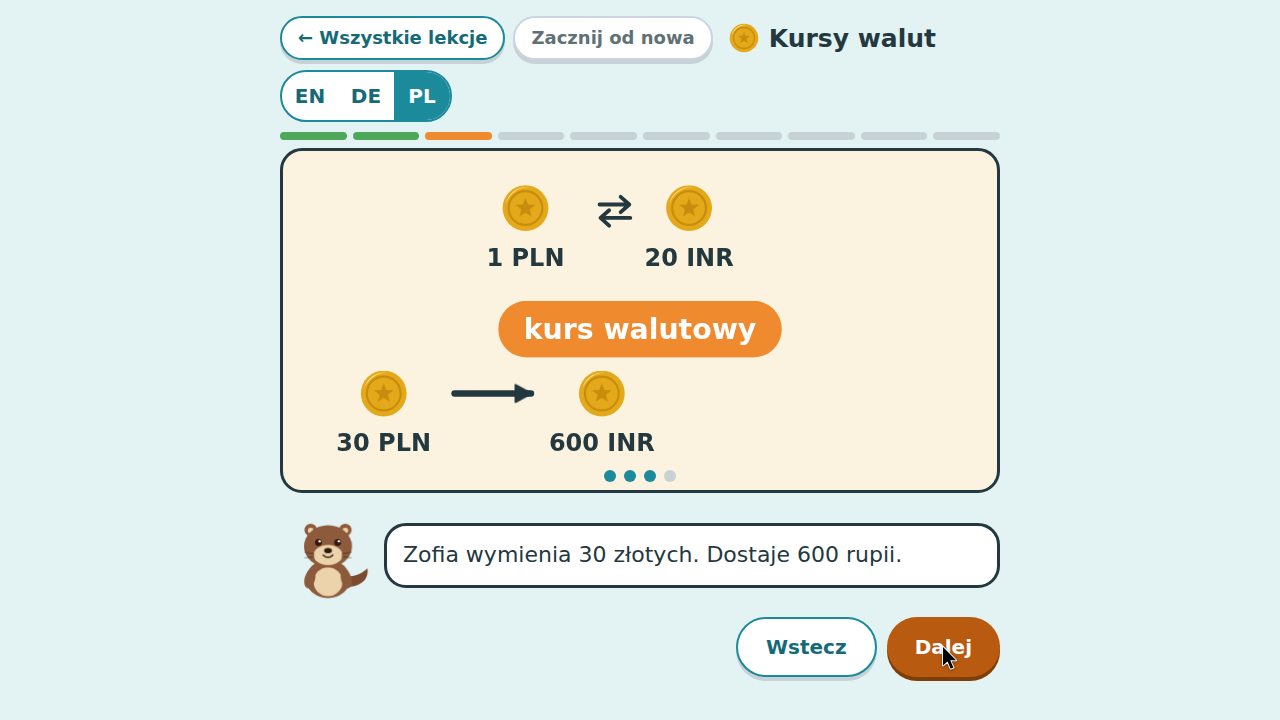 ← Wszystkie lekcje
Zacznij od nowa
Kursy walut
EN DE PL
1 PLN
20 INR
kurs walutowy
30 PLN
600 INR
Zofia wymienia 30 złotych. Dostaje 600 rupii.
Wstecz
Dalej